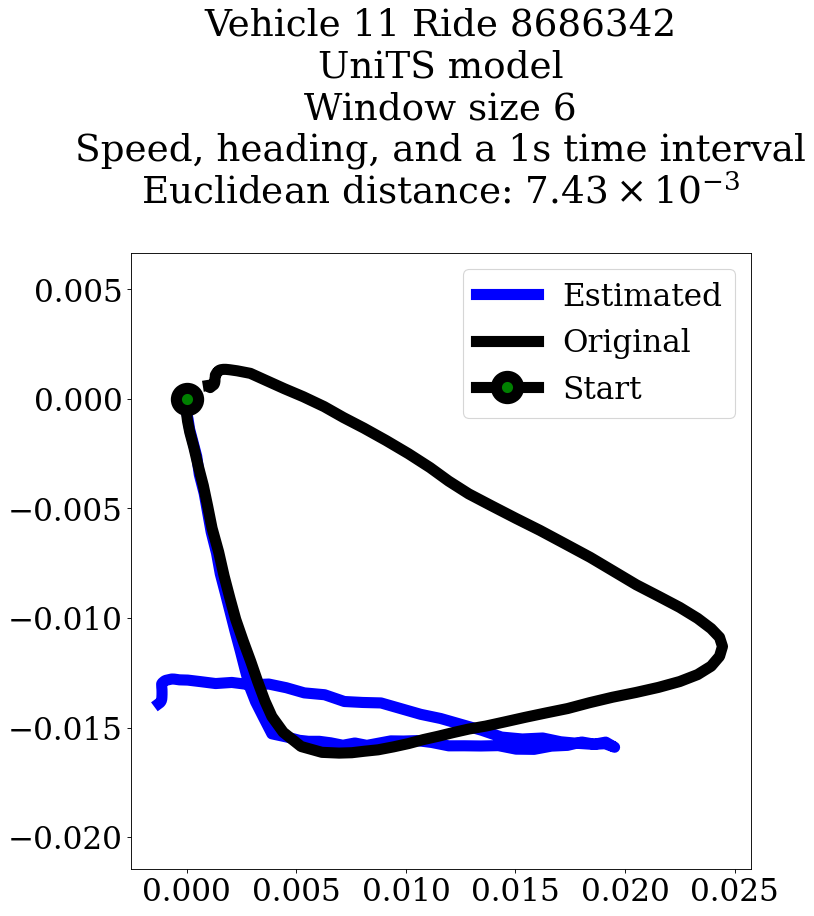 Vehicle 11 Ride 8686342
UniTS model
Window size 6
Speed, heading, and a 1s time interval
Euclidean distance: 7.43 × 10⁻³
Estimated
Original
Start
0.005
0.000
−0.005
−0.010
−0.015
−0.020
0.000 0.005 0.010 0.015 0.020 0.025